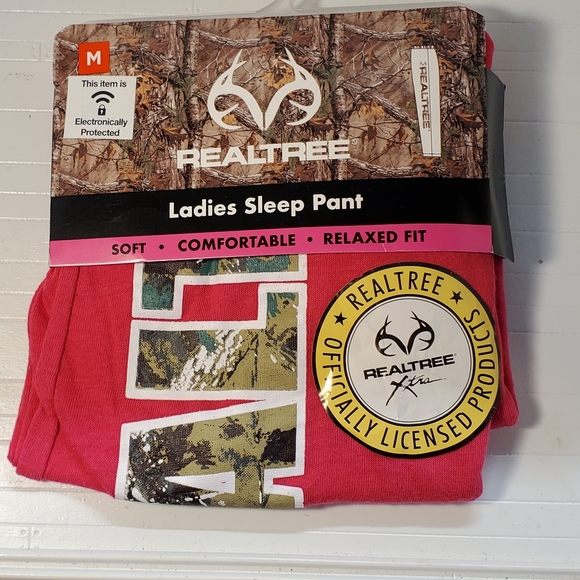 M
This item is
Electronically
Protected
REALTREE
REALTREE
Ladies Sleep Pant
SOFT • COMFORTABLE • RELAXED FIT
REALTREE
REALTREE
Xtra
OFFICIALLY LICENSED PRODUCTS